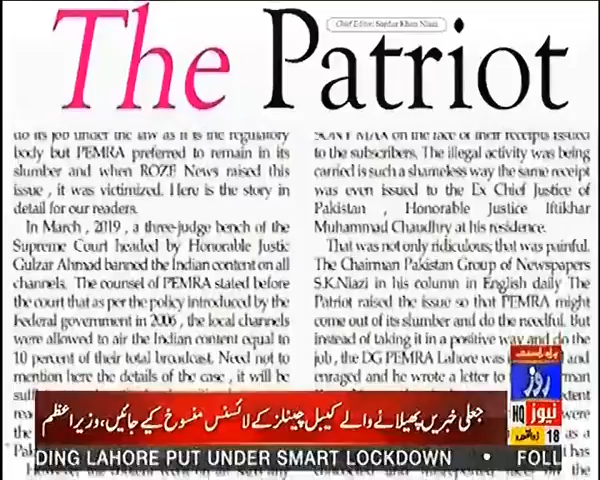 The Patriot
Chief Editor: Sardar Khan Niazi
do its job under the law as it is the regulatory
body but PEMRA preferred to remain in its
slumber and when ROZE News raised this
issue , it was victimized. Here is the story in
detail for our readers.
In March , 2019 , a three-judge bench of the
Supreme Court headed by Honorable Justic
Gulzar Ahmad banned the Indian content on all
channels. The counsel of PEMRA stated before
the court that as per the policy introduced by the
Federal government in 2006 , the local channels
were allowed to air the Indian content equal to
10 percent of their total broadcast. Need not to
mention here the details of the case , it will be
on the face of their receipts issued
to the subscribers. The illegal activity was being
carried is such a shameless way the same receipt
was even issued to the Ex Chief Justice of
Pakistan , Honorable Justice Iftikhar
Muhammad Chaudhry at his residence.
That was not only ridiculous; that was painful.
The Chairman Pakistan Group of Newspapers
S.K.Niazi in his column in English daily The
Patriot raised the issue so that PEMRA might
come out of its slumber and do the needful. But
instead of taking it in a positive way and do the
job , the DG PEMRA Lahore was and
enraged and he wrote a letter to
براہ راست
روز
نیوز HQ
18
جعلی خبریں پھیلانے والے کیبل چینلز کے لائسنس منسوخ کیے جائیں، وزیراعظم
DING LAHORE PUT UNDER SMART LOCKDOWN • FOLL